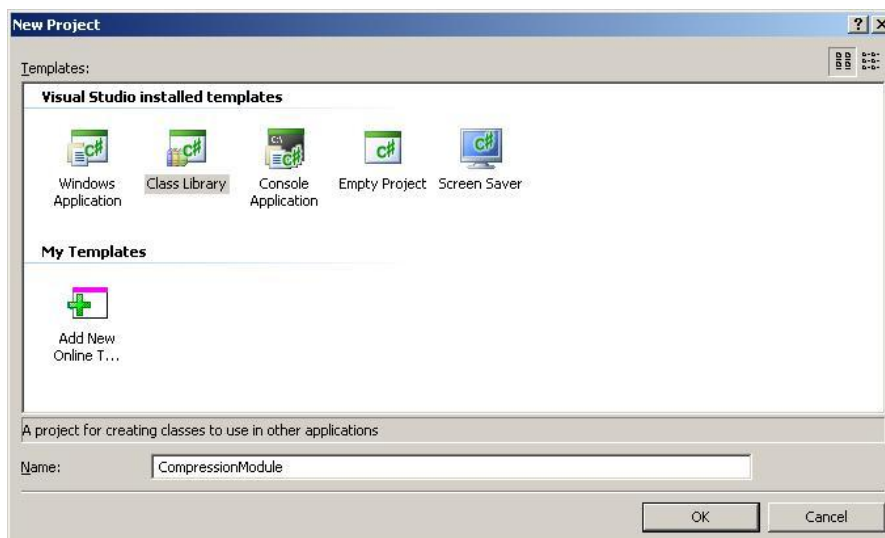 New Project
Templates:
Visual Studio installed templates
Windows Application
Class Library
Console Application
Empty Project
Screen Saver
My Templates
Add New Online T...
A project for creating classes to use in other applications
Name: CompressionModule
OK Cancel